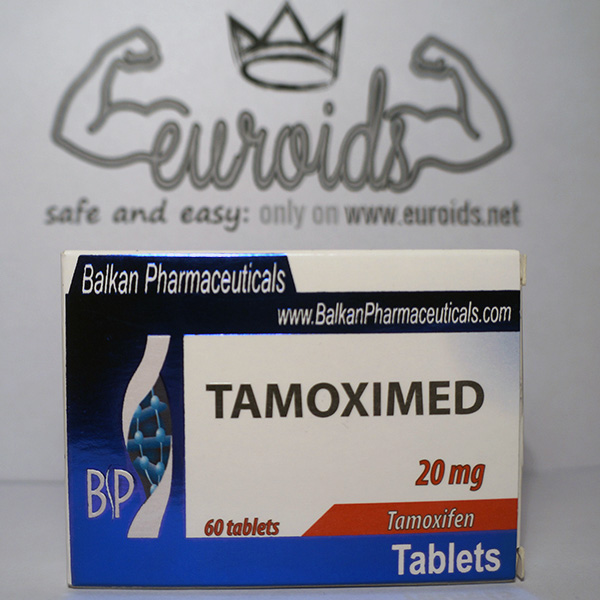 euroids
safe and easy: only on www.euroids.net
Balkan Pharmaceuticals
www.BalkanPharmaceuticals.com
TAMOXIMED
20 mg
BP
60 tablets
Tamoxifen
Tablets